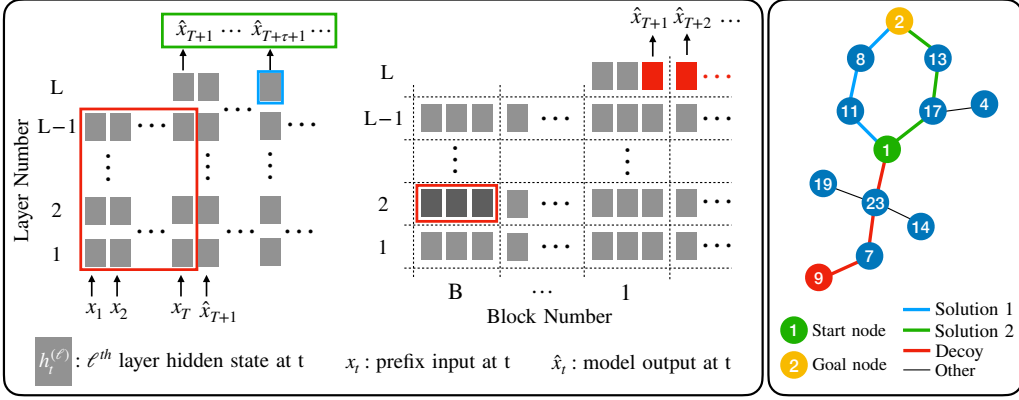 x̂_{T+1} ⋯ x̂_{T+τ+1} ⋯
L
L−1
2
1
Layer Number
x_1 x_2 x_T x̂_{T+1}
x̂_{T+1} x̂_{T+2} ⋯
L
L−1
2
1
B ⋯ 1
Block Number
h_t^{(ℓ)} : ℓ^{th} layer hidden state at t
x_t : prefix input at t
x̂_t : model output at t
2
8
13
11
17
4
1
19
23
14
7
9
1 Start node
2 Goal node
Solution 1
Solution 2
Decoy
Other